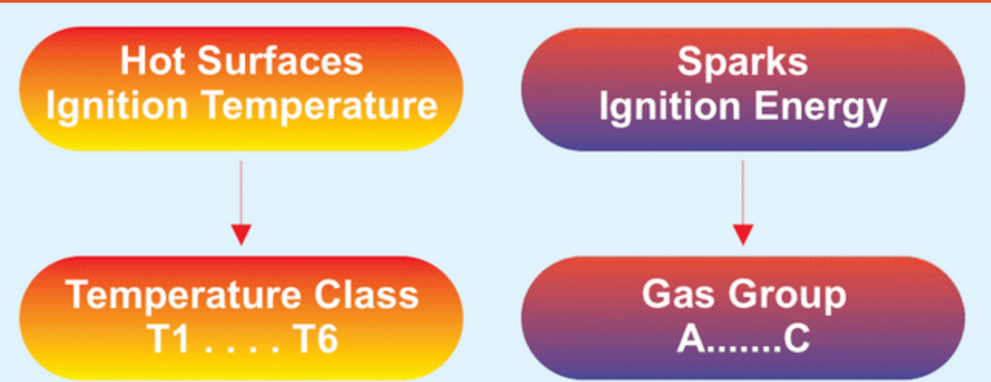 Hot Surfaces
Ignition Temperature
Sparks
Ignition Energy
Temperature Class
T1 . . . . T6
Gas Group
A.......C